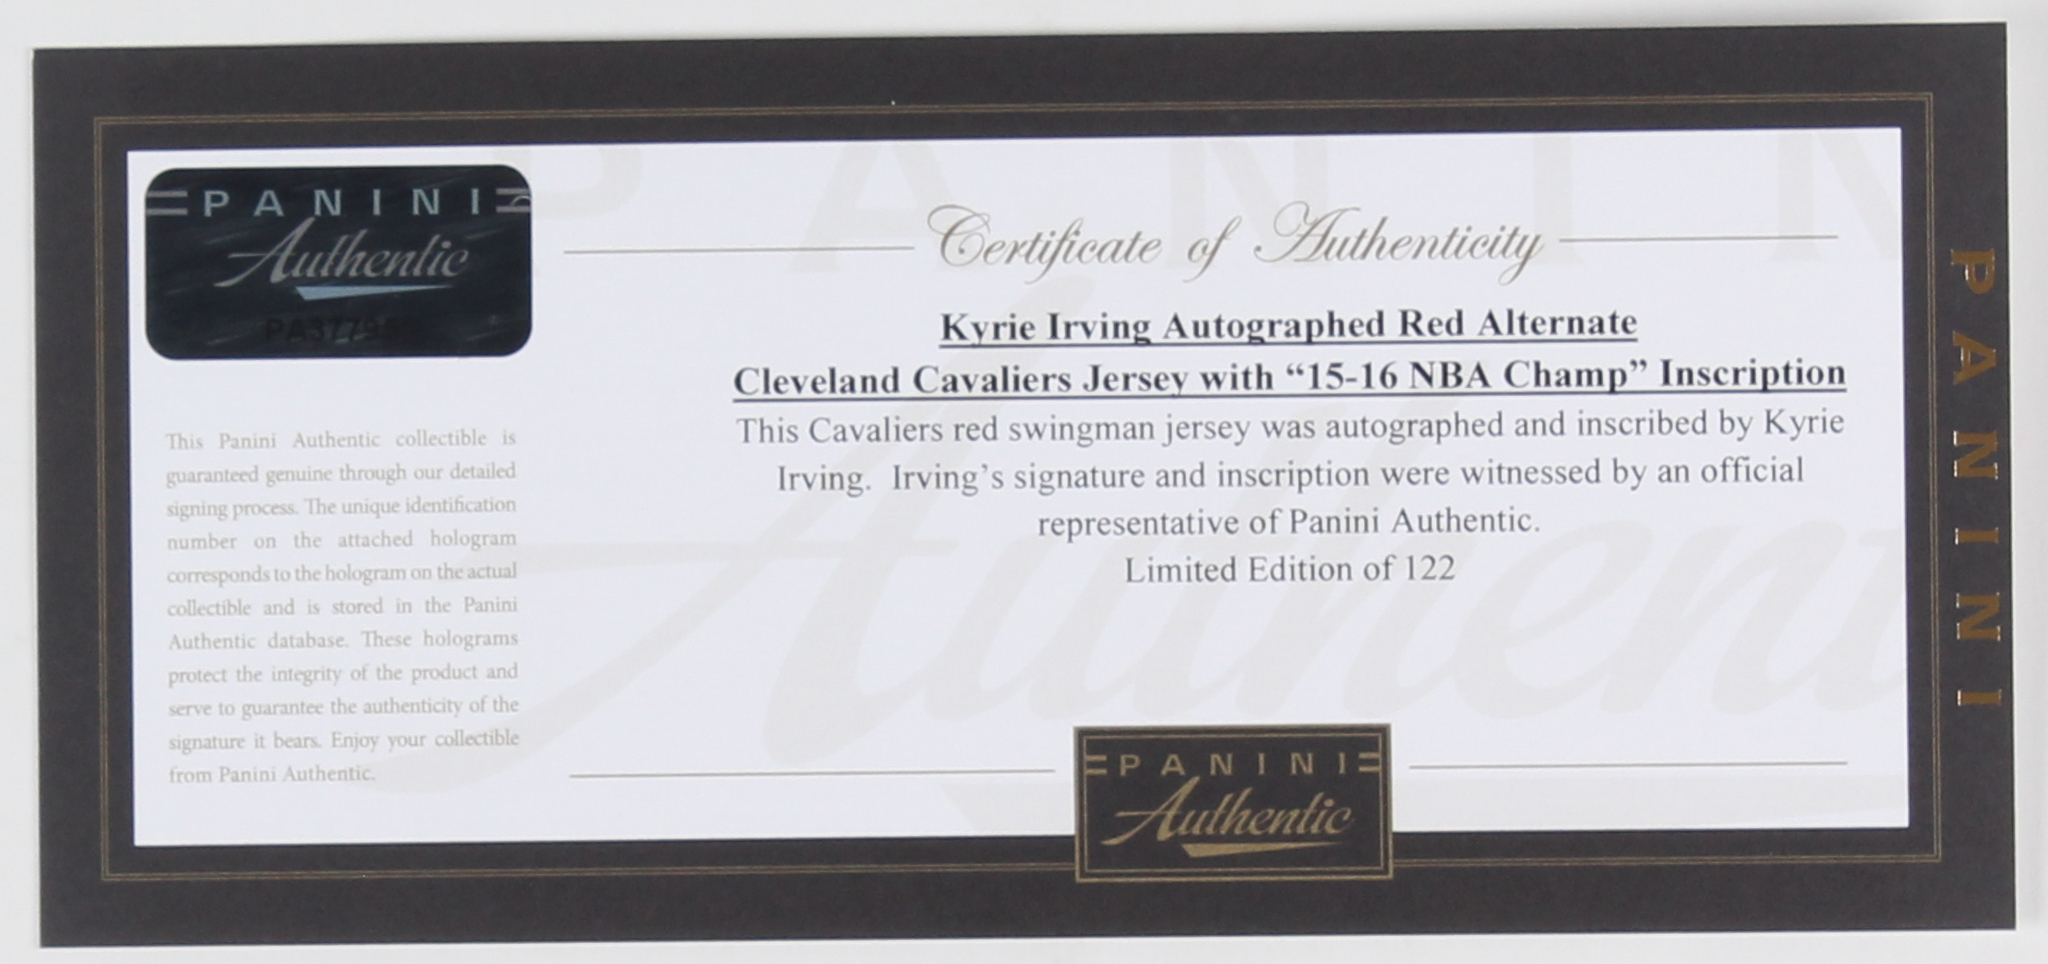 PANINI
Authentic
This Panini Authentic collectible is
guaranteed genuine through our detailed
signing process. The unique identification
number on the attached hologram
corresponds to the hologram on the actual
collectible and is stored in the Panini
Authentic database. These holograms
protect the integrity of the product and
serve to guarantee the authenticity of the
signature it bears. Enjoy your collectible
from Panini Authentic.
Certificate of Authenticity
Kyrie Irving Autographed Red Alternate
Cleveland Cavaliers Jersey with “15-16 NBA Champ” Inscription
This Cavaliers red swingman jersey was autographed and inscribed by Kyrie
Irving. Irving’s signature and inscription were witnessed by an official
representative of Panini Authentic.
Limited Edition of 122
PANINI
Authentic
PANINI